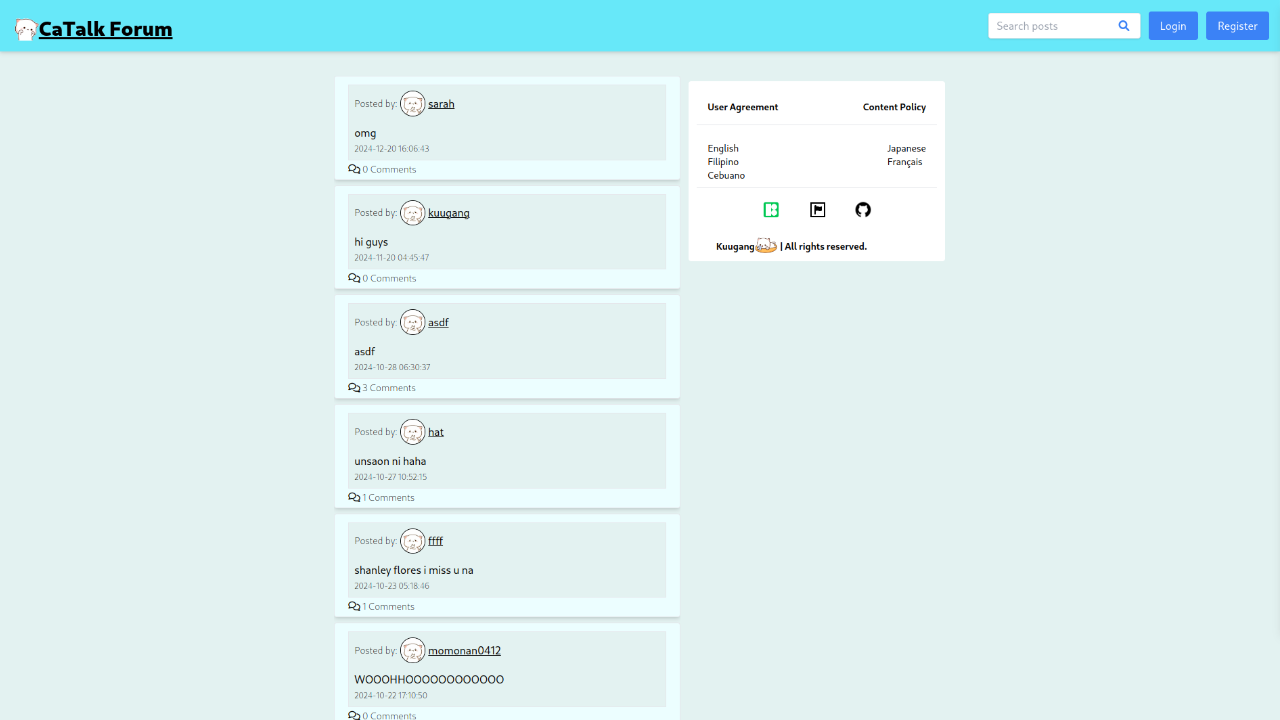 CaTalk Forum
Search posts
Login
Register
Posted by: sarah
omg
2024-12-20 16:06:43
0 Comments
Posted by: kuugang
hi guys
2024-11-20 04:45:47
0 Comments
Posted by: asdf
asdf
2024-10-28 06:30:37
3 Comments
Posted by: hat
unsaon ni haha
2024-10-27 10:52:15
1 Comments
Posted by: ffff
shanley flores i miss u na
2024-10-23 05:18:46
1 Comments
Posted by: momonan0412
WOOOHHOOOOOOOOOOOO
2024-10-22 17:10:50
0 Comments
User Agreement
Content Policy
English
Filipino
Cebuano
Japanese
Français
Kuugang | All rights reserved.